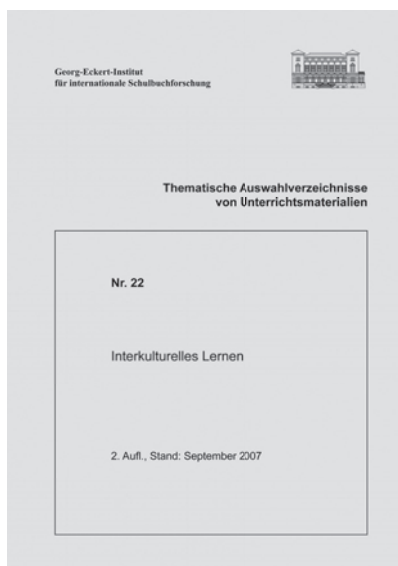 Georg-Eckert-Institut
für internationale Schulbuchforschung
Thematische Auswahlverzeichnisse
von Unterrichtsmaterialien
Nr. 22
Interkulturelles Lernen
2. Aufl., Stand: September 2007